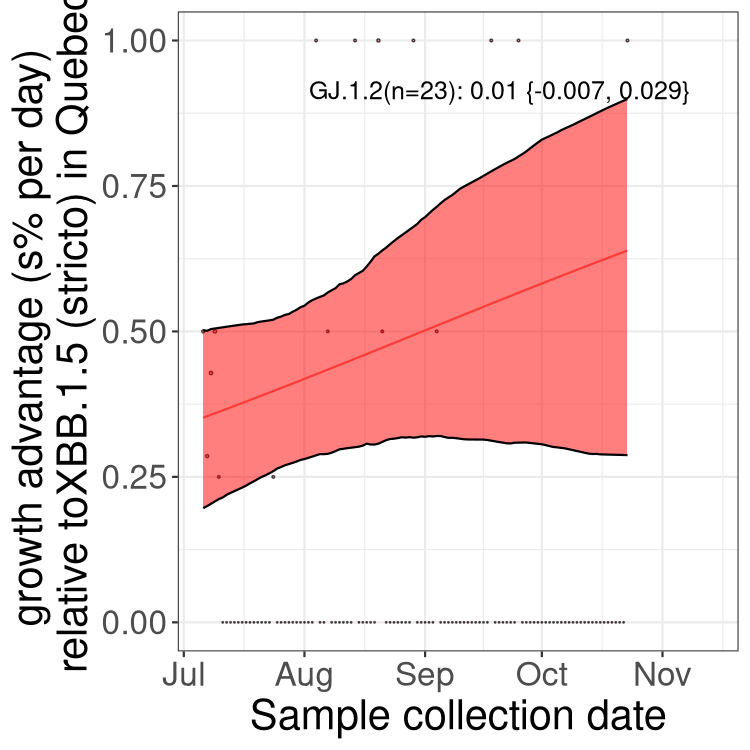 growth advantage (s% per day)
relative toXBB.1.5 (stricto) in Quebec
1.00
0.75
0.50
0.25
0.00
GJ.1.2(n=23): 0.01 {-0.007, 0.029}
Jul Aug Sep Oct Nov
Sample collection date